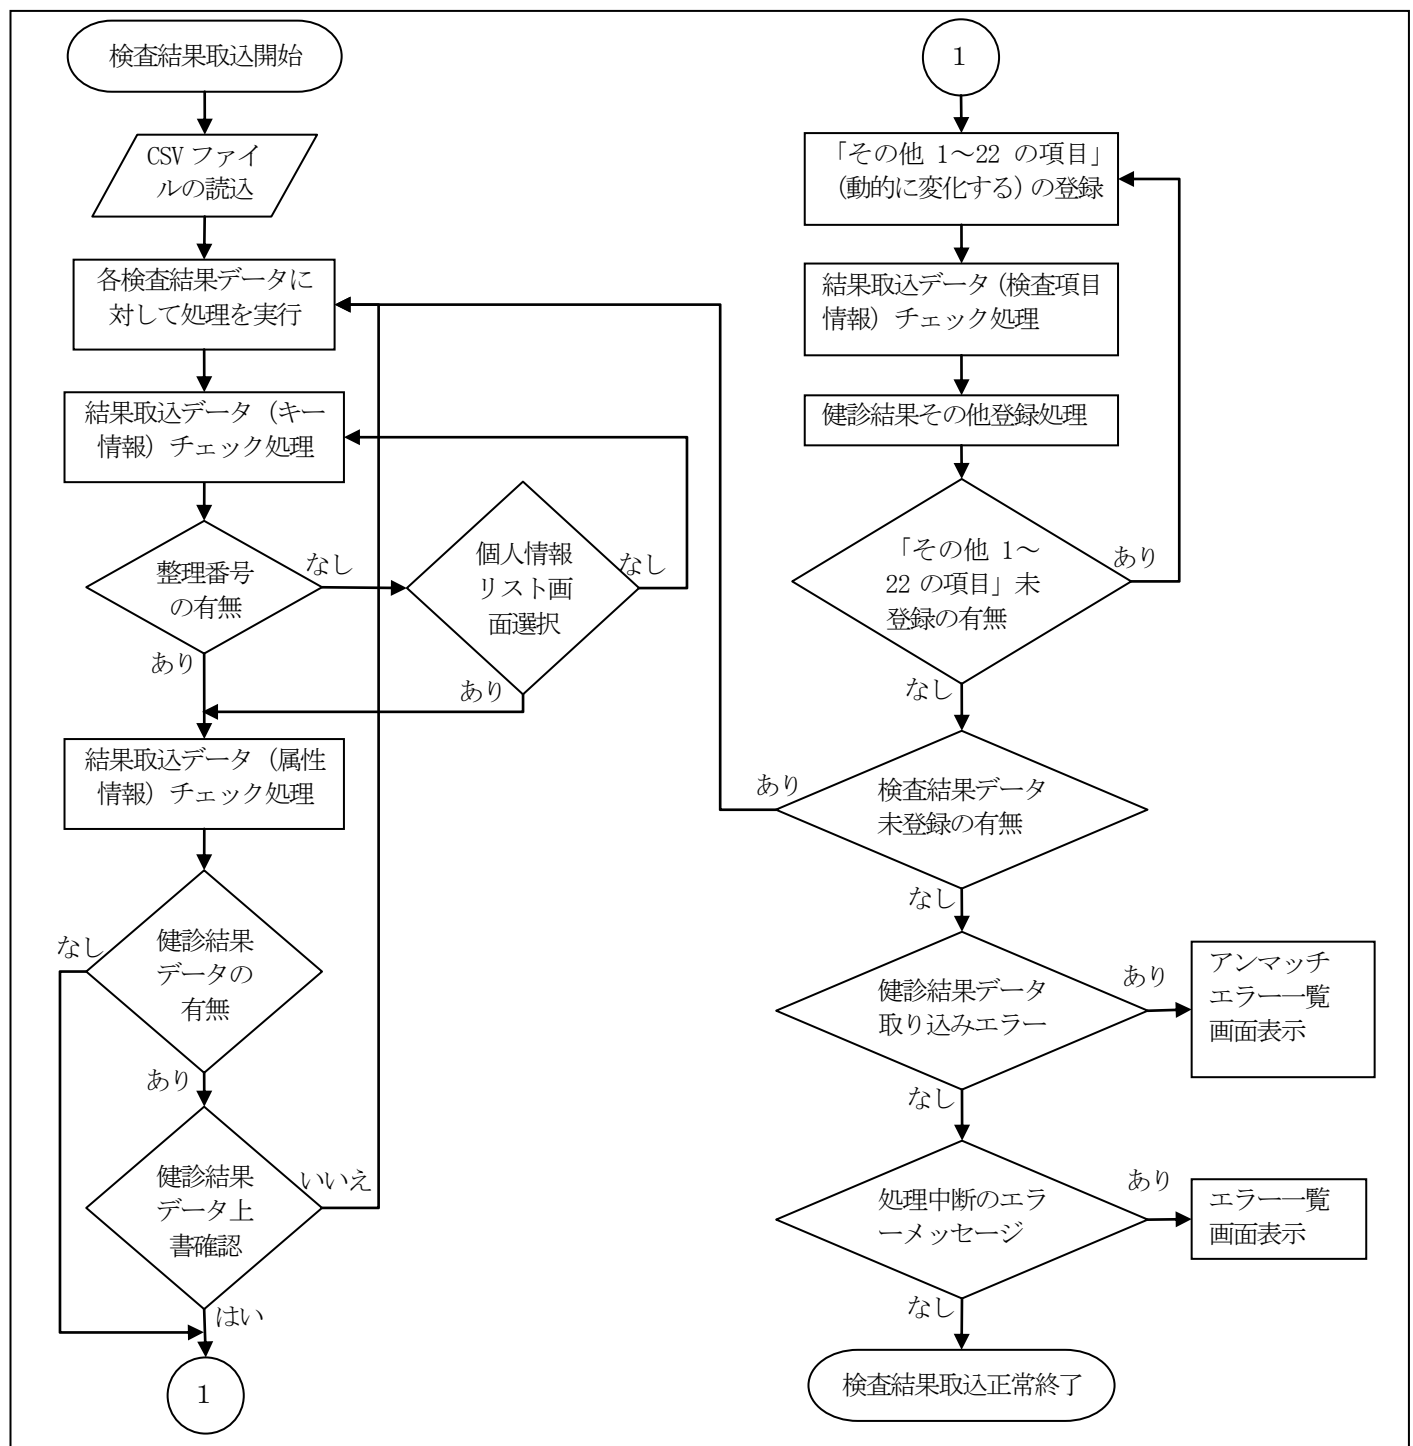 検査結果取込開始
CSV ファイ
ルの読込
各検査結果データに
対して処理を実行
結果取込データ（キー
情報）チェック処理
整理番号
の有無
なし
あり
個人情報
リスト画
面選択
なし
あり
結果取込データ（属性
情報）チェック処理
健診結果
データの
有無
なし
あり
健診結果
データ上
書確認
いいえ
はい
1
1
「その他 1～22 の項目」
（動的に変化する）の登録
結果取込データ（検査項目
情報）チェック処理
健診結果その他登録処理
「その他 1～
22 の項目」未
登録の有無
あり
なし
検査結果データ
未登録の有無
あり
なし
健診結果データ
取り込みエラー
あり
なし
アンマッチ
エラー一覧
画面表示
処理中断のエラ
ーメッセージ
あり
なし
エラー一覧
画面表示
検査結果取込正常終了